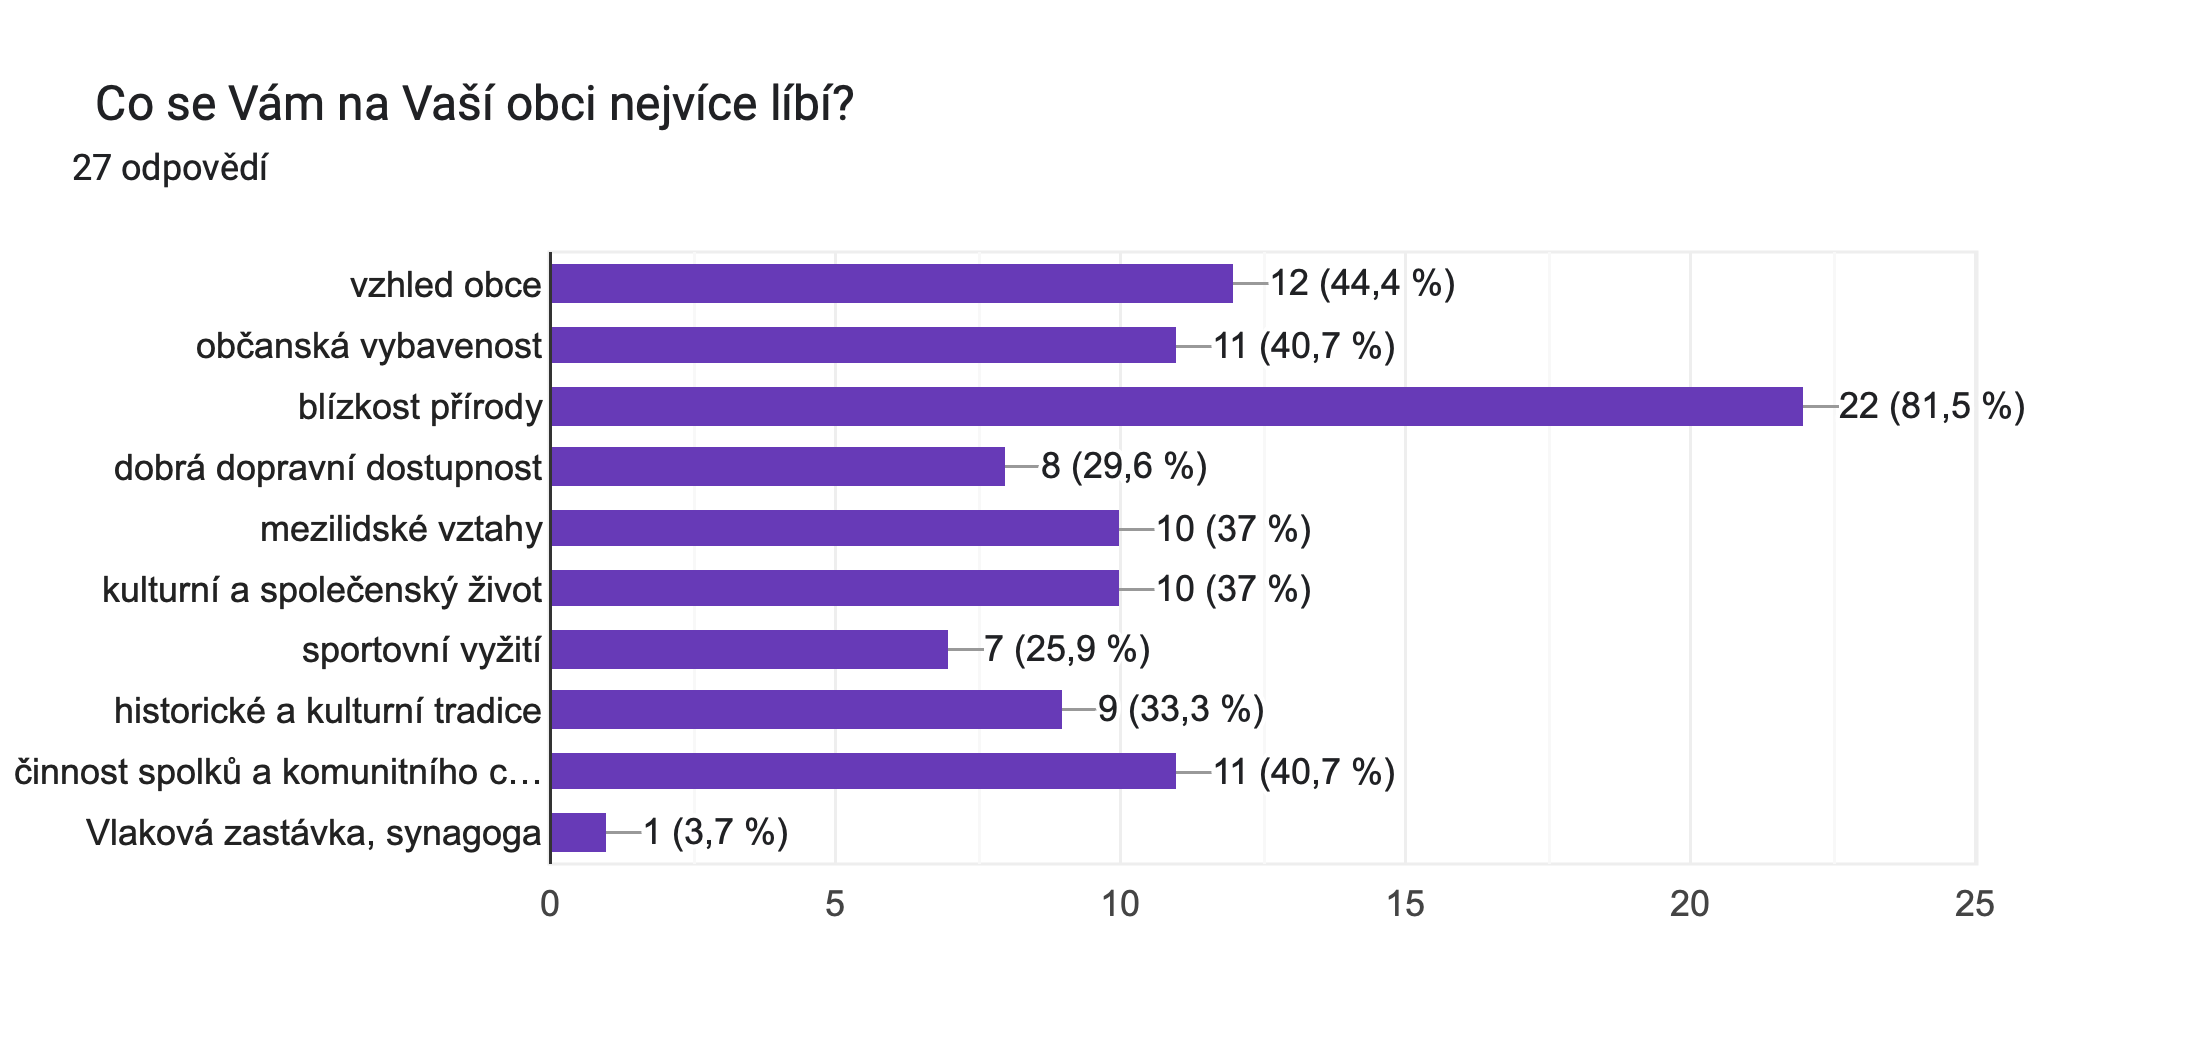 Co se Vám na Vaší obci nejvíce líbí?
27 odpovědí
vzhled obce 12 (44,4 %)
občanská vybavenost 11 (40,7 %)
blízkost přírody 22 (81,5 %)
dobrá dopravní dostupnost 8 (29,6 %)
mezilidské vztahy 10 (37 %)
kulturní a společenský život 10 (37 %)
sportovní vyžití 7 (25,9 %)
historické a kulturní tradice 9 (33,3 %)
činnost spolků a komunitního c… 11 (40,7 %)
Vlaková zastávka, synagoga 1 (3,7 %)
0 5 10 15 20 25